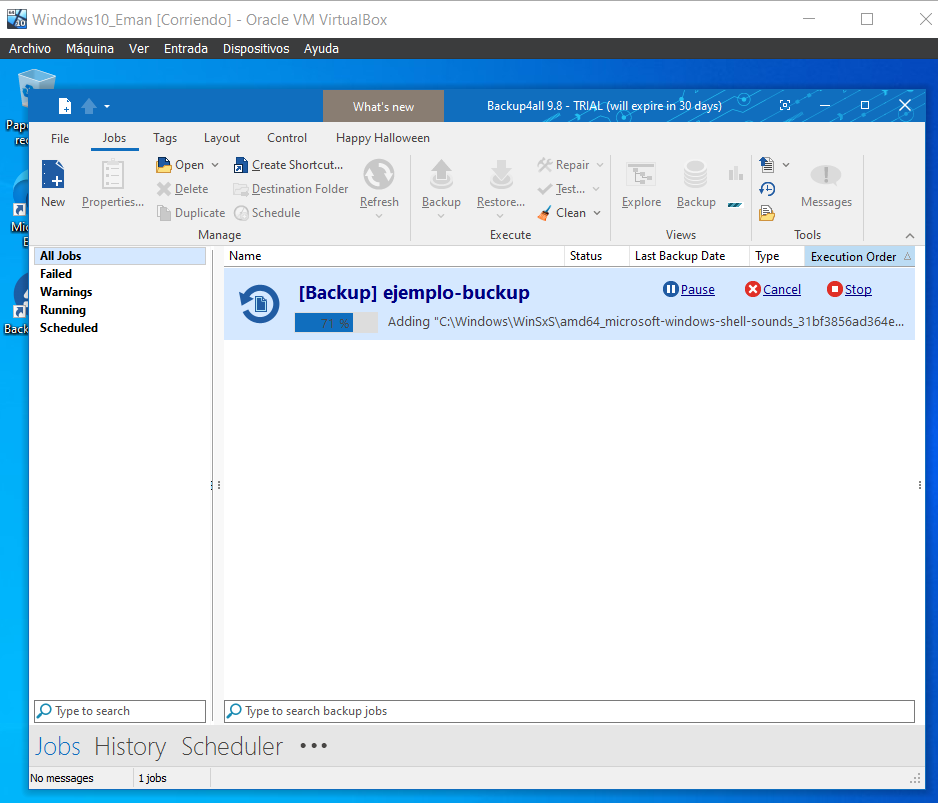 Windows10_Eman [Corriendo] - Oracle VM VirtualBox
Archivo Máquina Ver Entrada Dispositivos Ayuda
What's new
Backup4all 9.8 - TRIAL (will expire in 30 days)
File Jobs Tags Layout Control Happy Halloween
New
Properties...
Open
Delete
Duplicate
Create Shortcut...
Destination Folder
Schedule
Refresh
Manage
Backup
Restore...
Repair
Test...
Clean
Execute
Explore
Backup
Views
Messages
Tools
All Jobs
Failed
Warnings
Running
Scheduled
Name Status Last Backup Date Type Execution Order
[Backup] ejemplo-buckup
Pause Cancel Stop
71 %
Adding "C:\Windows\WinSxS\amd64_microsoft-windows-shell-sounds_31bf3856ad364e...
Type to search
Type to search backup jobs
Jobs History Scheduler •••
No messages 1 jobs